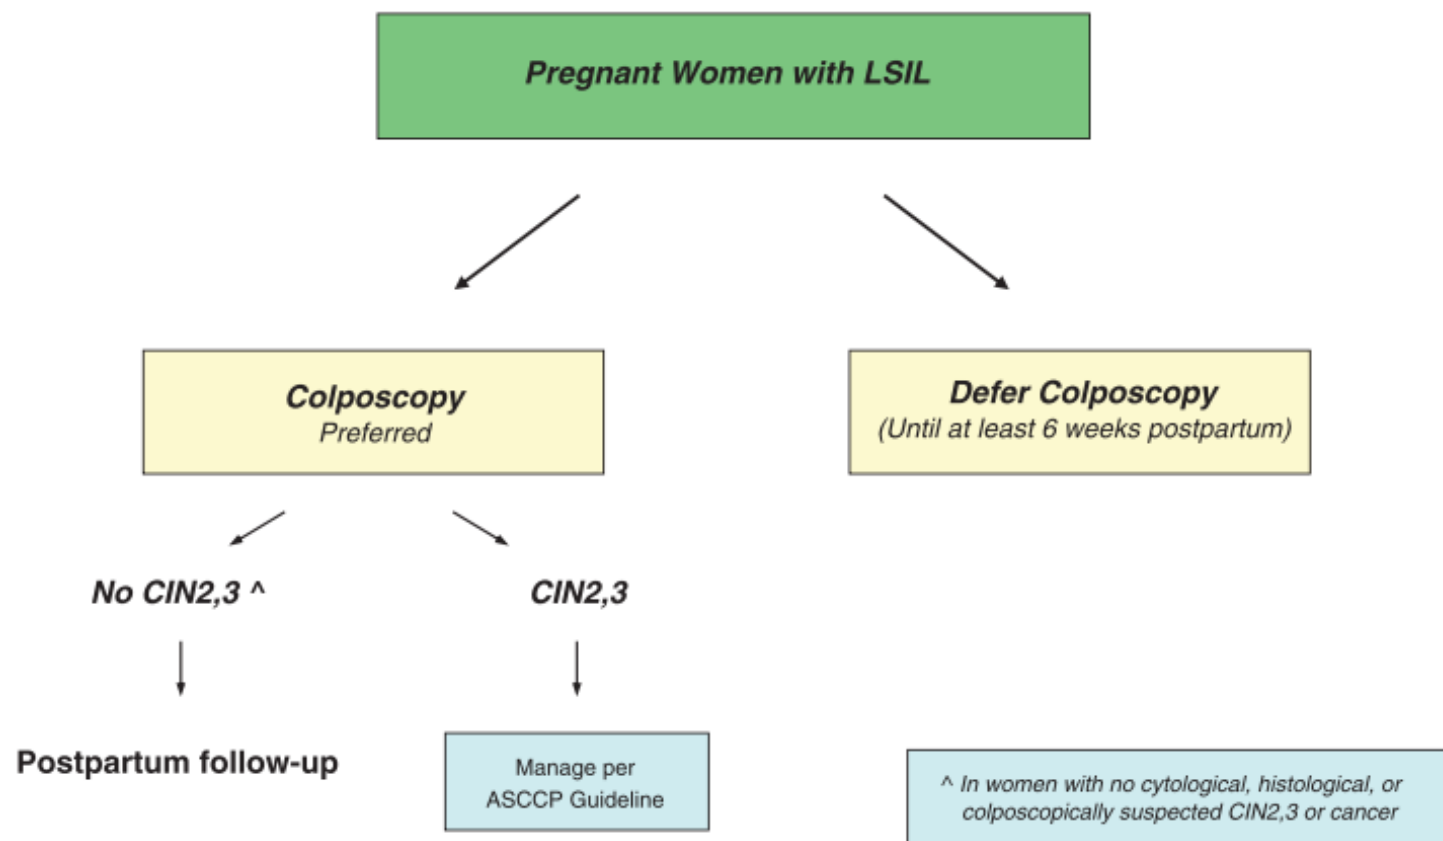 Pregnant Women with LSIL
Colposcopy
Preferred
Defer Colposcopy
(Until at least 6 weeks postpartum)
No CIN2,3 ^
CIN2,3
Postpartum follow-up
Manage per
ASCCP Guideline
^ In women with no cytological, histological, or
colposcopically suspected CIN2,3 or cancer